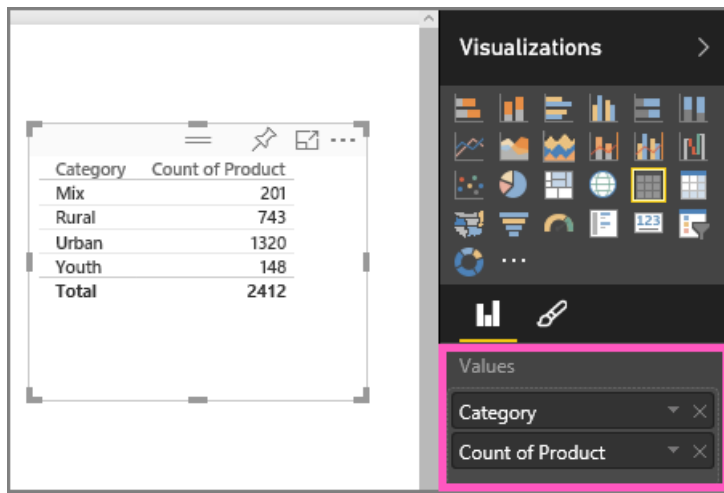 Visualizations
Category Count of Product
Mix 201
Rural 743
Urban 1320
Youth 148
Total 2412
123
Values
Category
Count of Product